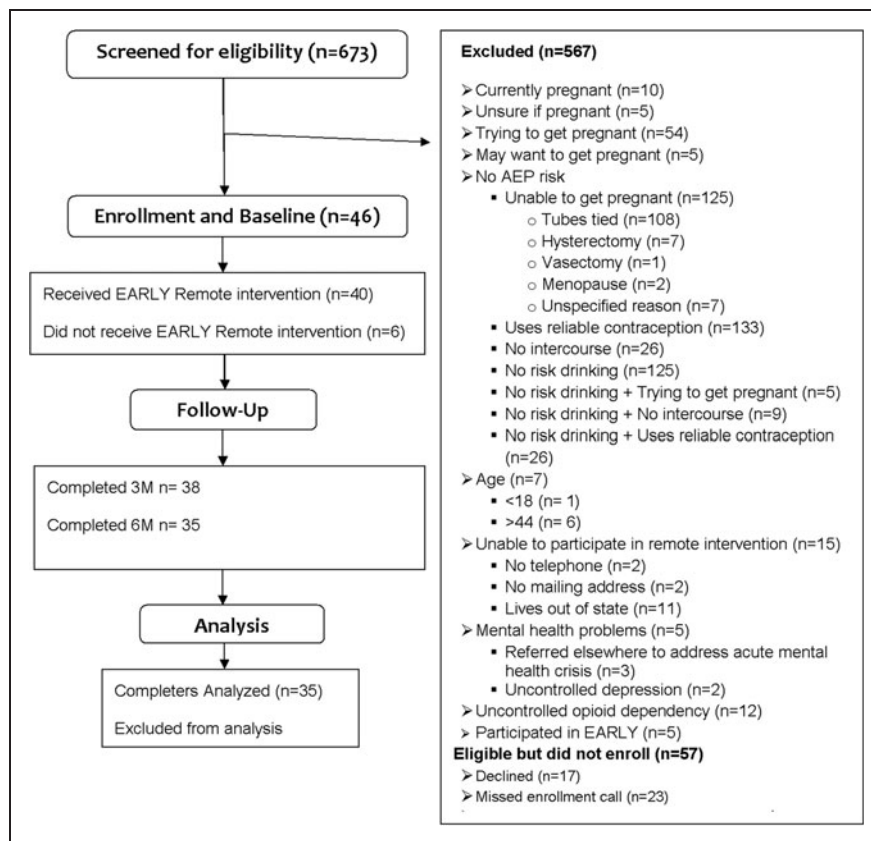 Screened for eligibility (n=673)
Enrollment and Baseline (n=46)
Received EARLY Remote intervention (n=40)
Did not receive EARLY Remote intervention (n=6)
Follow-Up
Completed 3M n= 38
Completed 6M n= 35
Analysis
Completers Analyzed (n=35)
Excluded from analysis
Excluded (n=567)
➢Currently pregnant (n=10)
➢Unsure if pregnant (n=5)
➢Trying to get pregnant (n=54)
➢May want to get pregnant (n=5)
➢No AEP risk
▪ Unable to get pregnant (n=125)
o Tubes tied (n=108)
o Hysterectomy (n=7)
o Vasectomy (n=1)
o Menopause (n=2)
o Unspecified reason (n=7)
▪ Uses reliable contraception (n=133)
▪ No intercourse (n=26)
▪ No risk drinking (n=125)
▪ No risk drinking + Trying to get pregnant (n=5)
▪ No risk drinking + No intercourse (n=9)
▪ No risk drinking + Uses reliable contraception
(n=26)
➢Age (n=7)
▪ <18 (n= 1)
▪ >44 (n= 6)
➢Unable to participate in remote intervention (n=15)
▪ No telephone (n=2)
▪ No mailing address (n=2)
▪ Lives out of state (n=11)
➢Mental health problems (n=5)
▪ Referred elsewhere to address acute mental
health crisis (n=3)
▪ Uncontrolled depression (n=2)
➢Uncontrolled opioid dependency (n=12)
➢ Participated in EARLY (n=5)
Eligible but did not enroll (n=57)
➢Declined (n=17)
➢Missed enrollment call (n=23)